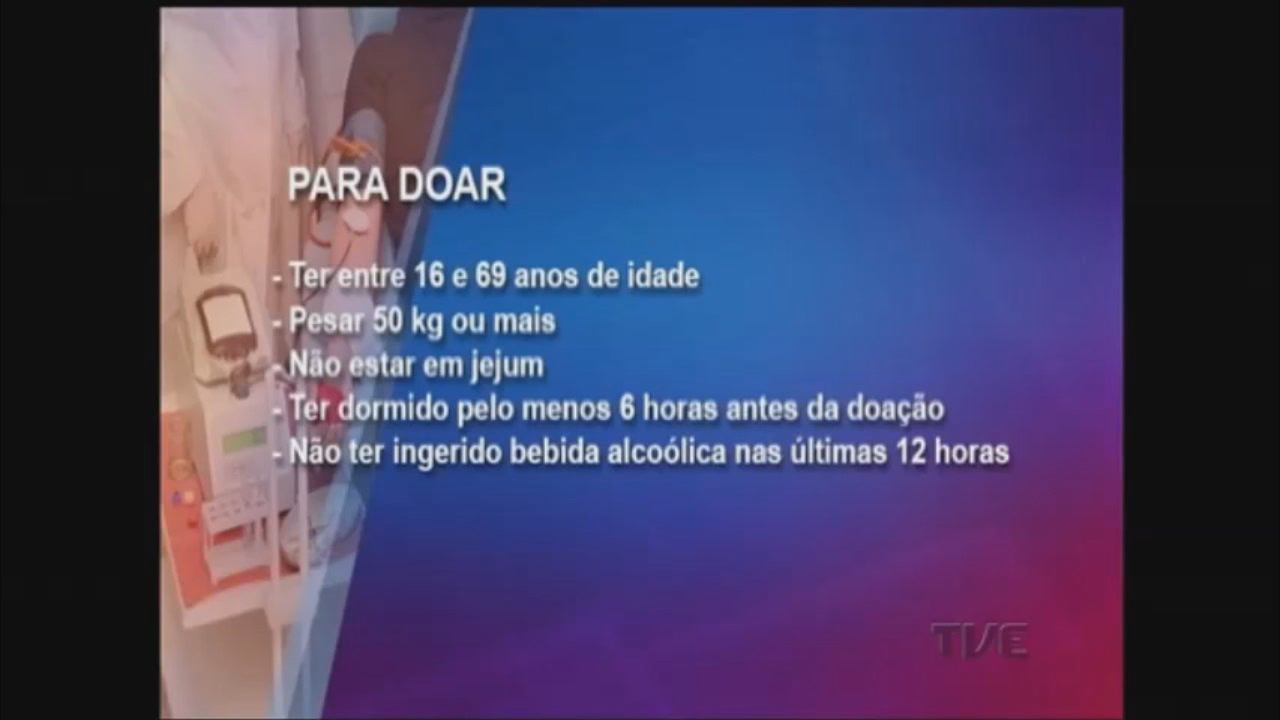 PARA DOAR
- Ter entre 16 e 69 anos de idade
- Pesar 50 kg ou mais
- Não estar em jejum
- Ter dormido pelo menos 6 horas antes da doação
- Não ter ingerido bebida alcoólica nas últimas 12 horas
TVE